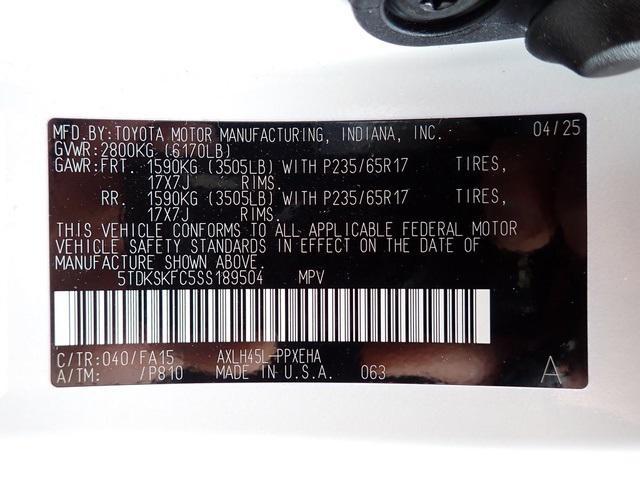 MFD.BY:TOYOTA MOTOR MANUFACTURING, INDIANA, INC. 04/25
GVWR:2800KG (6170LB)
GAWR:FRT. 1590KG (3505LB) WITH P235/65R17 TIRES,
17X7J RIMS.
RR. 1590KG (3505LB) WITH P235/65R17 TIRES,
17X7J RIMS.
THIS VEHICLE CONFORMS TO ALL APPLICABLE FEDERAL MOTOR
VEHICLE SAFETY STANDARDS IN EFFECT ON THE DATE OF
MANUFACTURE SHOWN ABOVE.
5TDKSKFC5SS189504 MPV
C/TR:040/FA15 AXLH45L-PPXEHA
A/TM: /P810 MADE IN U.S.A. 063 A